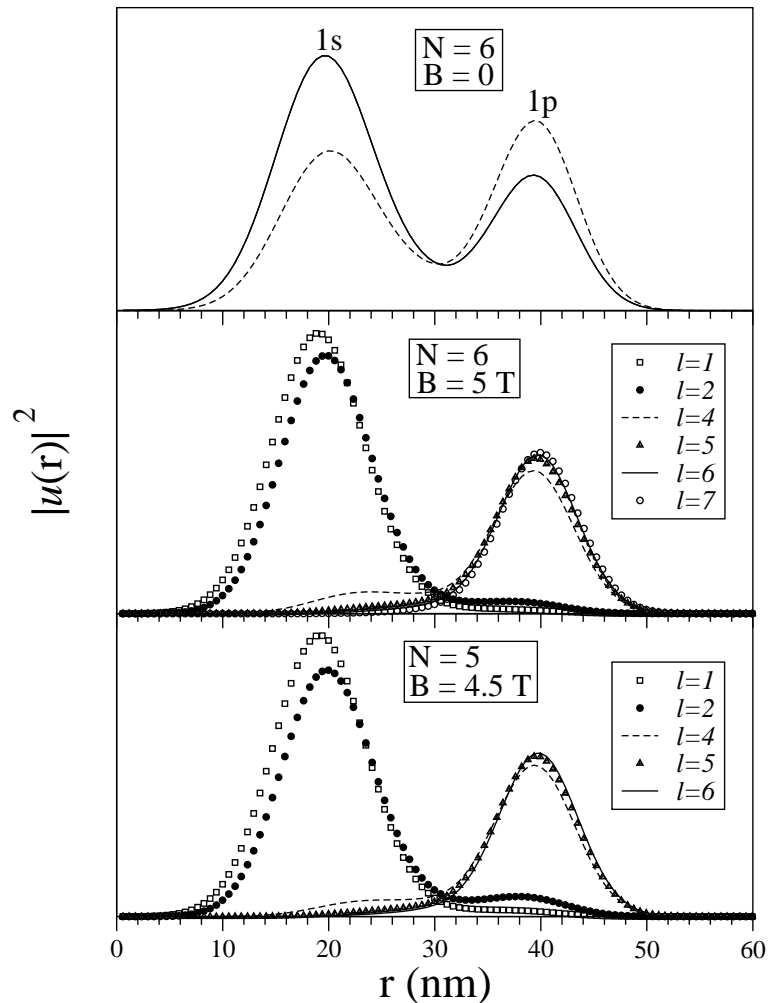 1s
N = 6
B = 0
1p
N = 6
B = 5 T
l=1
l=2
l=4
l=5
l=6
l=7
|u(r)|²
N = 5
B = 4.5 T
l=1
l=2
l=4
l=5
l=6
0 10 20 30 40 50 60
r (nm)